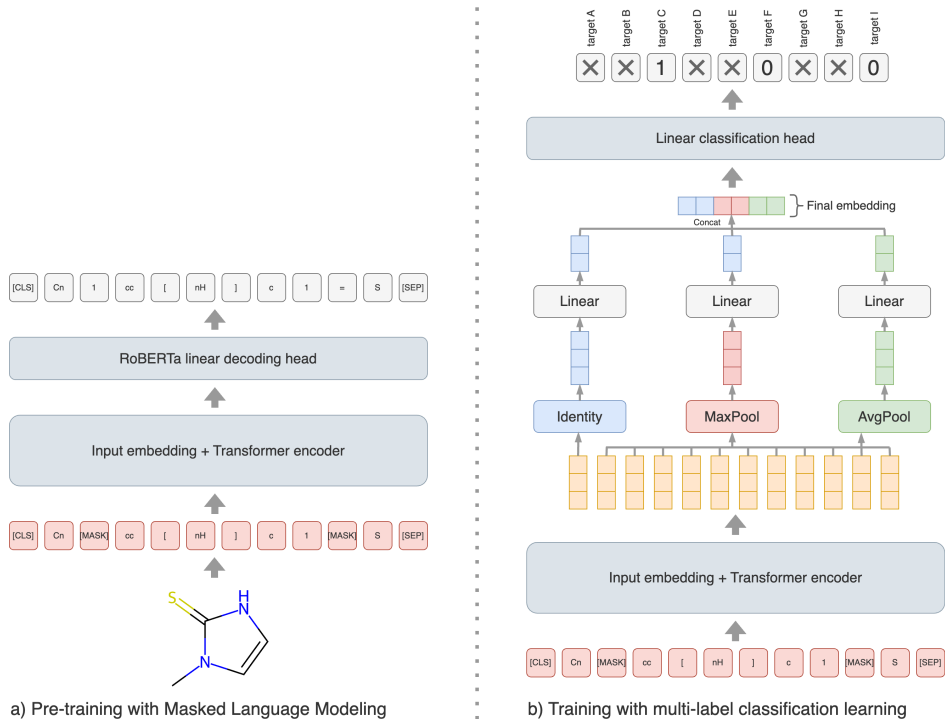 [CLS] Cn 1 cc [ nH ] c 1 = S [SEP]
RoBERTa linear decoding head
Input embedding + Transformer encoder
[CLS] Cn [MASK] cc [ nH ] c 1 [MASK] S [SEP]
S
H
N
N
a) Pre-training with Masked Language Modeling
target A target B target C target D target E target F target G target H target I
1 0 0
Linear classification head
Final embedding
Concat
Linear Linear Linear
Identity MaxPool AvgPool
Input embedding + Transformer encoder
[CLS] Cn [MASK] cc [ nH ] c 1 [MASK] S [SEP]
b) Training with multi-label classification learning